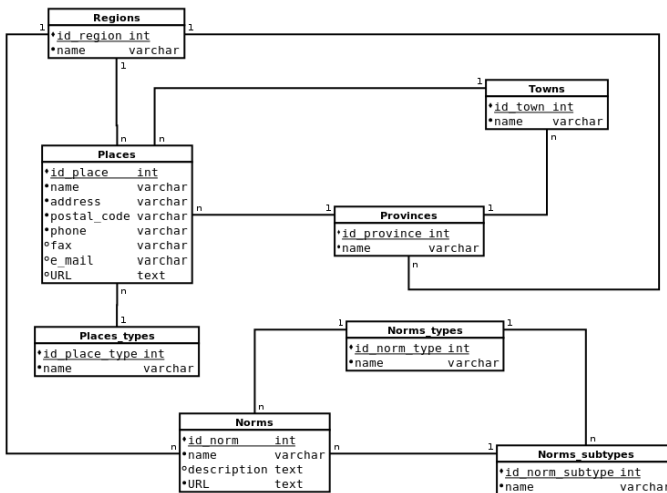 Regions
1
1
id_region int
name varchar
1
n
1
Towns
id_town int
name varchar
n
n
Places
id_place int
name varchar
address varchar
postal_code varchar
phone varchar
fax varchar
e_mail varchar
URL text
n
n
1
1
Provinces
id_province int
name varchar
n
1
Places_types
id_place_type int
name varchar
1
1
Norms_types
id_norm_type int
name varchar
n
n
Norms
id_norm int
name varchar
description text
URL text
n
n
1
Norms_subtypes
id_norm_subtype int
name varchar